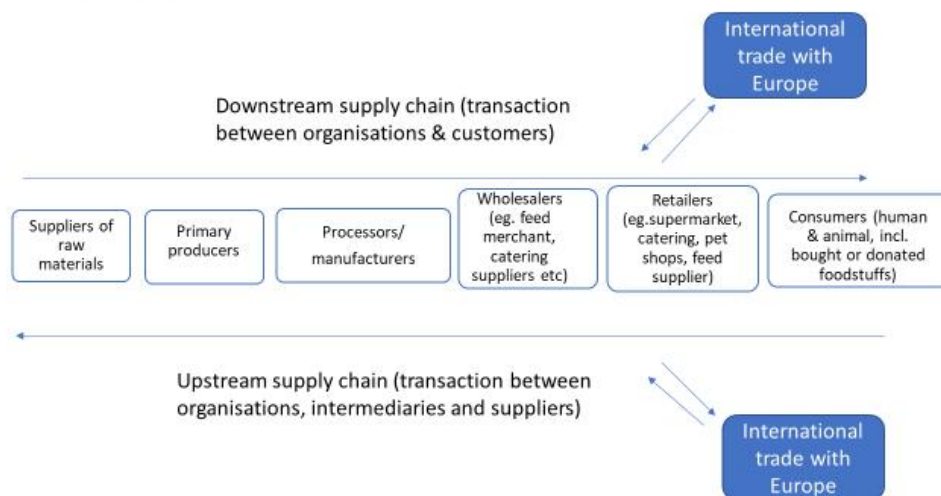 International
trade with
Europe
Downstream supply chain (transaction
between organisations & customers)
Suppliers of
raw
materials
Primary
producers
Processors/
manufacturers
Wholesalers
(eg. feed
merchant,
catering
suppliers etc)
Retailers
(eg.supermarket,
catering, pet
shops, feed
supplier)
Consumers (human
& animal, incl.
bought or donated
foodstuffs)
Upstream supply chain (transaction between
organisations, intermediaries and suppliers)
International
trade with
Europe